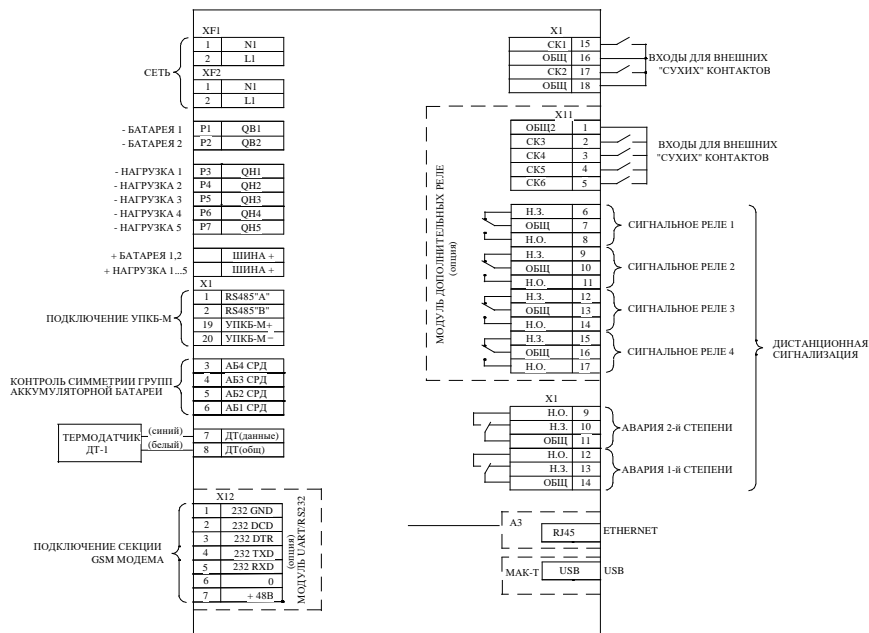 XF1
1 N1
2 L1
XF2
1 N1
2 L1
СЕТЬ
- БАТАРЕЯ 1 P1 QB1
- БАТАРЕЯ 2 P2 QB2
- НАГРУЗКА 1 P3 QH1
- НАГРУЗКА 2 P4 QH2
- НАГРУЗКА 3 P5 QH3
- НАГРУЗКА 4 P6 QH4
- НАГРУЗКА 5 P7 QH5
+ БАТАРЕЯ 1,2 ШИНА +
+ НАГРУЗКА 1...5 ШИНА +
X1
1 RS485"A"
2 RS485"B"
19 УПКБ-М+
20 УПКБ-М−
ПОДКЛЮЧЕНИЕ УПКБ-М
3 АБ4 СРД
4 АБ3 СРД
5 АБ2 СРД
6 АБ1 СРД
КОНТРОЛЬ СИММЕТРИИ ГРУПП
АККУМУЛЯТОРНОЙ БАТАРЕИ
ТЕРМОДАТЧИК
ДТ-1
(синий) 7 ДТ(данные)
(белый) 8 ДТ(общ)
X12
1 232 GND
2 232 DCD
3 232 DTR
4 232 TXD
5 232 RXD
6 0
7 + 48В
ПОДКЛЮЧЕНИЕ СЕКЦИИ
GSM МОДЕМА
(опция)
МОДУЛЬ UART/RS232
X1
СК1 15
ОБЩ 16
СК2 17
ОБЩ 18
ВХОДЫ ДЛЯ ВНЕШНИХ
"СУХИХ" КОНТАКТОВ
X11
ОБЩ2 1
СК3 2
СК4 3
СК5 4
СК6 5
ВХОДЫ ДЛЯ ВНЕШНИХ
"СУХИХ" КОНТАКТОВ
МОДУЛЬ ДОПОЛНИТЕЛЬНЫХ РЕЛЕ
(опция)
Н.З. 6
ОБЩ 7
Н.О. 8
СИГНАЛЬНОЕ РЕЛЕ 1
Н.З. 9
ОБЩ 10
Н.О. 11
СИГНАЛЬНОЕ РЕЛЕ 2
Н.З. 12
ОБЩ 13
Н.О. 14
СИГНАЛЬНОЕ РЕЛЕ 3
Н.З. 15
ОБЩ 16
Н.О. 17
СИГНАЛЬНОЕ РЕЛЕ 4
ДИСТАНЦИОННАЯ
СИГНАЛИЗАЦИЯ
X1
Н.О. 9
Н.З. 10
ОБЩ 11
АВАРИЯ 2-й СТЕПЕНИ
Н.О. 12
Н.З. 13
ОБЩ 14
АВАРИЯ 1-й СТЕПЕНИ
А3
RJ45
ETHERNET
МАК-Т
USB
USB